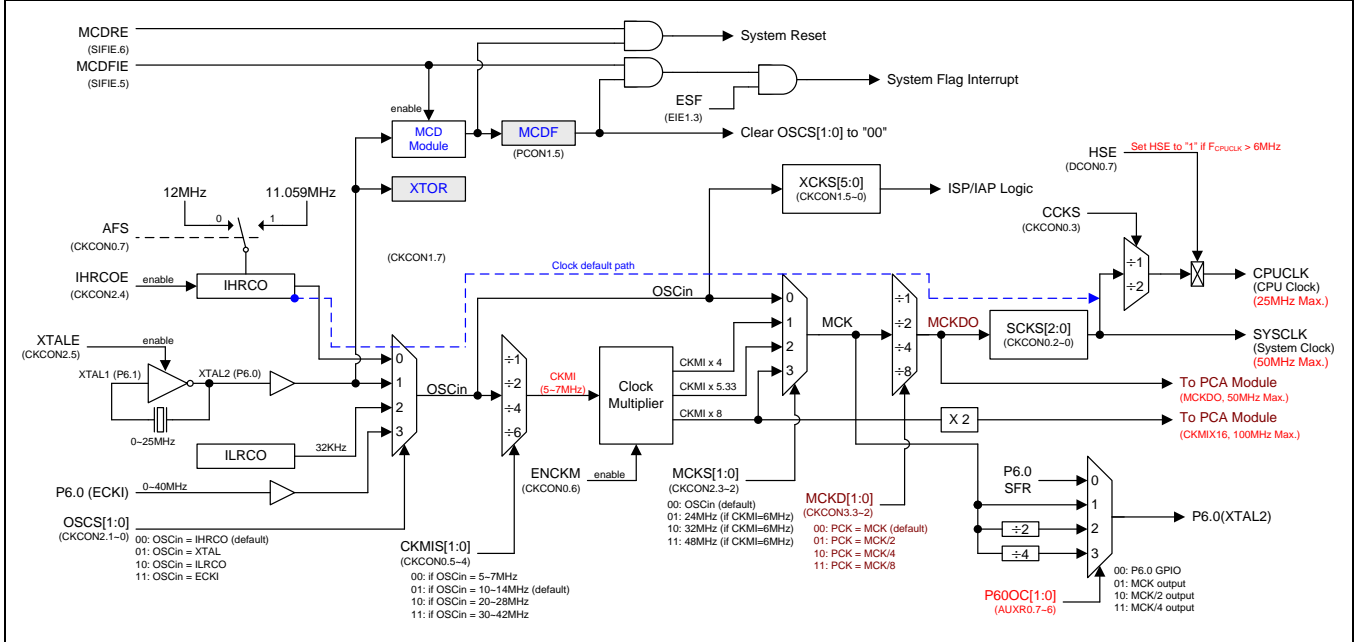 MCDRE
(SIFIE.6)
System Reset
MCDFIE
(SIFIE.5)
System Flag Interrupt
ESF
(EIE1.3)
enable
MCD
Module
MCDF
(PCON1.5)
Clear OSCS[1:0] to "00"
XTOR
HSE
(DCON0.7)
Set HSE to "1" if FCPUCLK > 6MHz
XCKS[5:0]
(CKCON1.5~0)
ISP/IAP Logic
12MHz
11.059MHz
0
1
AFS
(CKCON0.7)
(CKCON1.7)
CCKS
(CKCON0.3)
÷1
÷2
IHRCOE
(CKCON2.4)
enable
IHRCO
Clock default path
CPUCLK
(CPU Clock)
(25MHz Max.)
OSCin
XTALE
(CKCON2.5)
enable
XTAL1 (P6.1)
XTAL2 (P6.0)
0~25MHz
0
1
2
3
OSCin
÷1
÷2
÷4
÷6
CKMI
(5~7MHz)
Clock
Multiplier
CKMI x 4
CKMI x 5.33
CKMI x 8
0
1
2
3
MCK
÷1
÷2
÷4
÷8
MCKDO
SCKS[2:0]
(CKCON0.2~0)
SYSCLK
(System Clock)
(50MHz Max.)
To PCA Module
(MCKDO, 50MHz Max.)
X 2
To PCA Module
(CKMIX16, 100MHz Max.)
ILRCO
32KHz
P6.0 (ECKI)
0~40MHz
OSCS[1:0]
(CKCON2.1~0)
00: OSCin = IHRCO (default)
01: OSCin = XTAL
10: OSCin = ILRCO
11: OSCin = ECKI
CKMIS[1:0]
(CKCON0.5~4)
00: if OSCin = 5~7MHz
01: if OSCin = 10~14MHz (default)
10: if OSCin = 20~28MHz
11: if OSCin = 30~42MHz
ENCKM
(CKCON0.6)
enable
MCKS[1:0]
(CKCON2.3~2)
00: OSCin (default)
01: 24MHz (if CKMI=6MHz)
10: 32MHz (if CKMI=6MHz)
11: 48MHz (if CKMI=6MHz)
MCKD[1:0]
(CKCON3.3~2)
00: PCK = MCK (default)
01: PCK = MCK/2
10: PCK = MCK/4
11: PCK = MCK/8
P6.0
SFR
0
1
2
3
÷2
÷4
P6.0(XTAL2)
P60OC[1:0]
(AUXR0.7~6)
00: P6.0 GPIO
01: MCK output
10: MCK/2 output
11: MCK/4 output